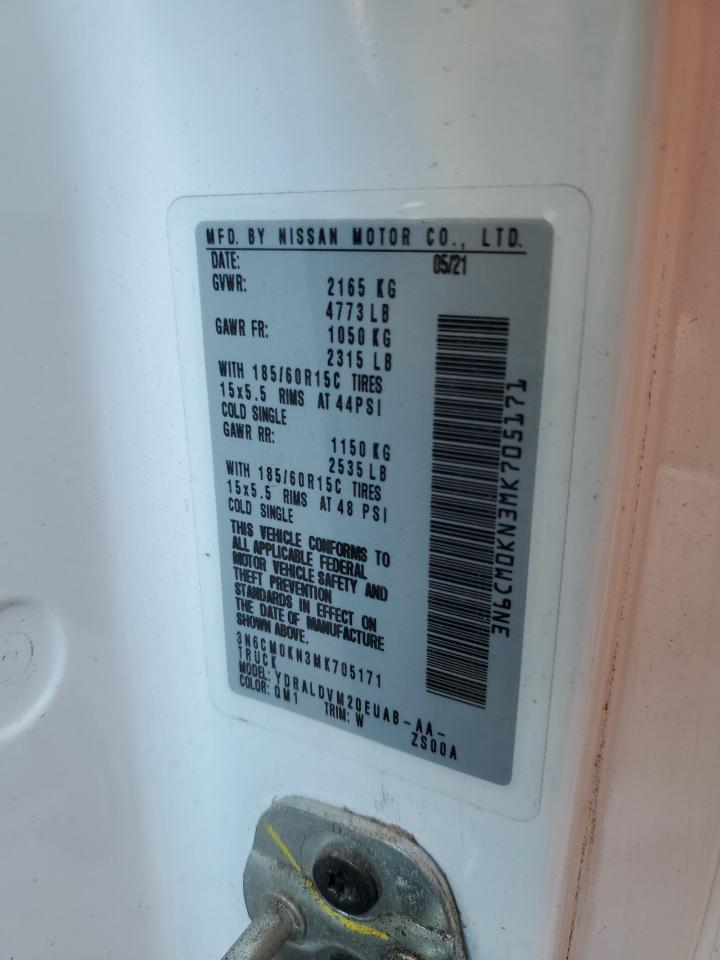 MFD. BY NISSAN MOTOR CO., LTD.
DATE: 05/21
GVWR: 2165 KG
4773 LB
GAWR FR: 1050 KG
2315 LB
WITH 185/60R15C TIRES
15x5.5 RIMS AT 44PSI
COLD SINGLE
GAWR RR: 1150 KG
2535 LB
WITH 185/60R15C TIRES
15x5.5 RIMS AT 48 PSI
COLD SINGLE
THIS VEHICLE CONFORMS TO
ALL APPLICABLE FEDERAL
MOTOR VEHICLE SAFETY AND
THEFT PREVENTION
STANDARDS IN EFFECT ON
THE DATE OF MANUFACTURE
SHOWN ABOVE.
3N6CM0KN3MK705171
TRUCK
MODEL: YDRALDVM20EUAB-AA-
COLOR: QM1 TRIM: W ZS00A
3N6CM0KN3MK705171